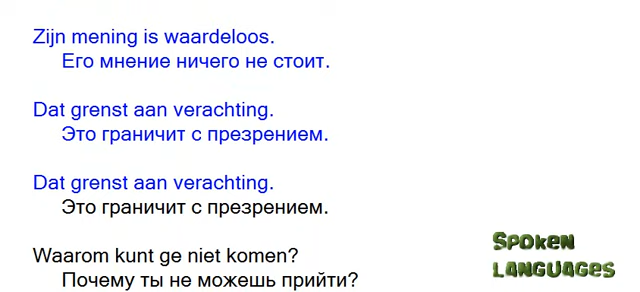 Zijn mening is waardeloos.
Его мнение ничего не стоит.
Dat grenst aan verachting.
Это граничит с презрением.
Dat grenst aan verachting.
Это граничит с презрением.
Waarom kunt ge niet komen?
Почему ты не можешь прийти?
SPOKEN
LANGUAGES